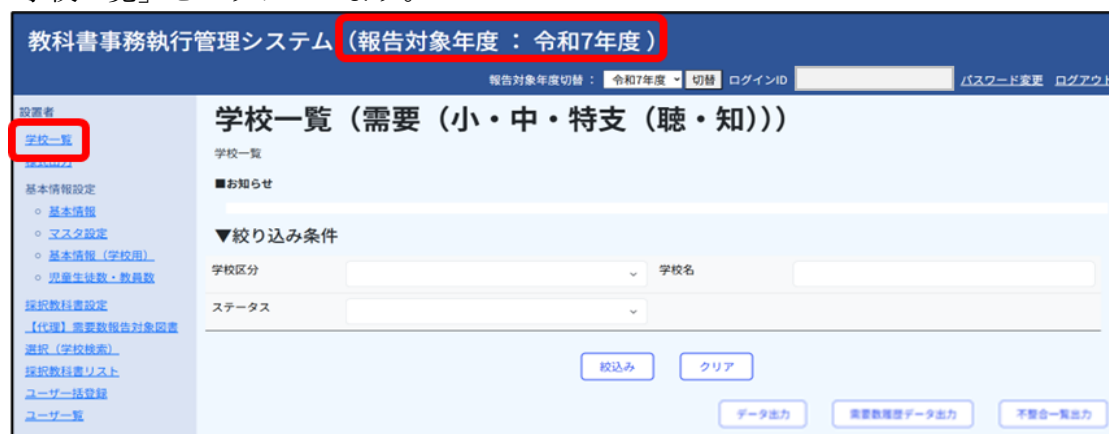 教科書事務執行管理システム（報告対象年度 ： 令和7年度 ）
報告対象年度切替 ： 令和7年度 切替 ログインID パスワード変更 ログアウト
設置者
学校一覧
様式出力
基本情報設定
基本情報
マスタ設定
基本情報（学校用）
児童生徒数・教員数
採択教科書設定
【代理】需要数報告対象図書
選択（学校検索）
採択教科書リスト
ユーザー括登録
ユーザ一覧
学校一覧（需要（小・中・特支（聴・知）））
学校一覧
■お知らせ
▼絞り込み条件
学校区分
学校名
ステータス
絞込み クリア
データ出力 需要数履歴データ出力 不整合一覧出力